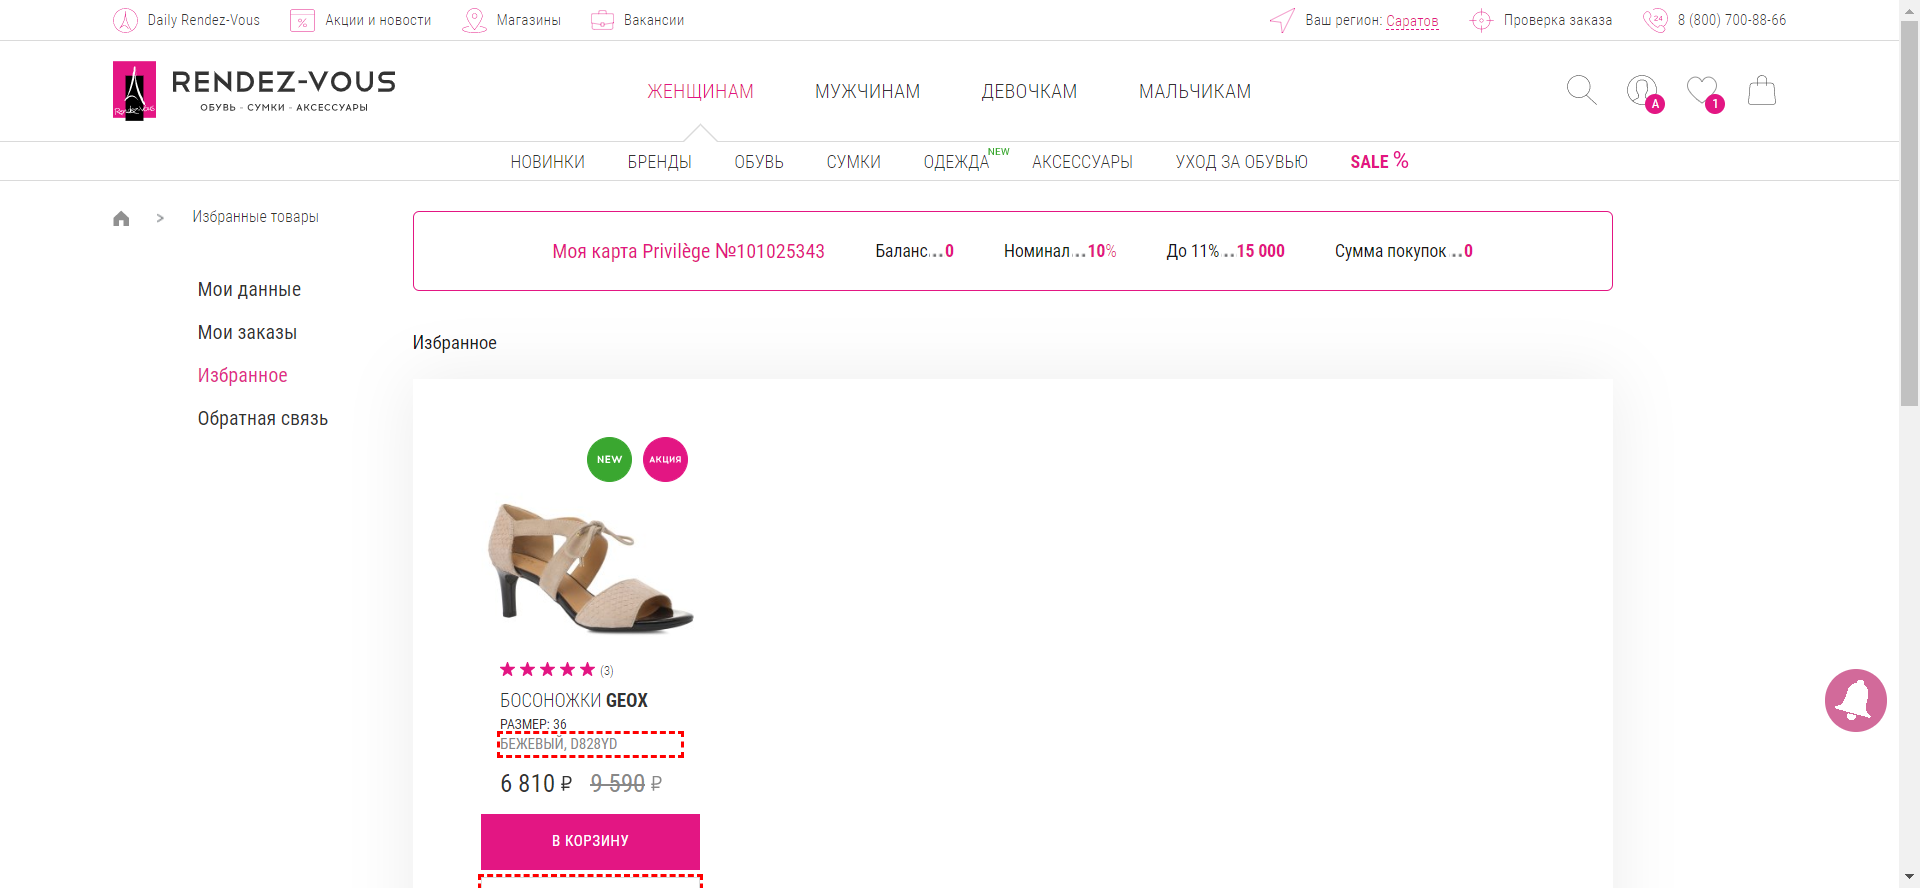 Daily Rendez-Vous Акции и новости Магазины Вакансии Ваш регион: Саратов Проверка заказа 24 8 (800) 700-88-66
Rendez-vous RENDEZ-VOUS
ОБУВЬ - СУМКИ - АКСЕССУАРЫ
ЖЕНЩИНАМ МУЖЧИНАМ ДЕВОЧКАМ МАЛЬЧИКАМ A 1
НОВИНКИ БРЕНДЫ ОБУВЬ СУМКИ ОДЕЖДА NEW АКСЕССУАРЫ УХОД ЗА ОБУВЬЮ SALE %
> Избранные товары
Моя карта Privilège №101025343 Баланс...0 Номинал...10% До 11%...15 000 Сумма покупок...0
Мои данные
Мои заказы
Избранное
Обратная связь
Избранное
NEW АКЦИЯ
(3)
БОСОНОЖКИ GEOX
РАЗМЕР: 36
БЕЖЕВЫЙ, D828YD
6 810 ₽ 9 590 ₽
В КОРЗИНУ